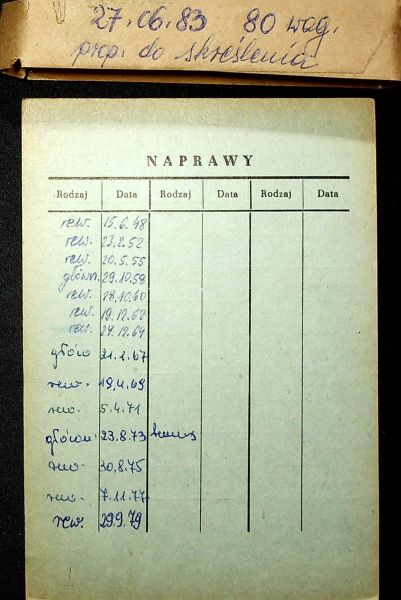 27.06.83 80 wag.
prop. do skreślenia
NAPRAWY
Rodzaj Data Rodzaj Data Rodzaj Data
rew. 15.6.48
rew. 23.2.52
rew. 20.5.55
główn. 29.10.58
rew. 28.10.60
rew. 19.12.62
rew. 24.12.64
główn 21.2.67
rew. 19.4.69
rew. 5.4.71
główn. 23.8.73
rew. 30.8.75
rew. 7.11.77
rew. 29.9.79